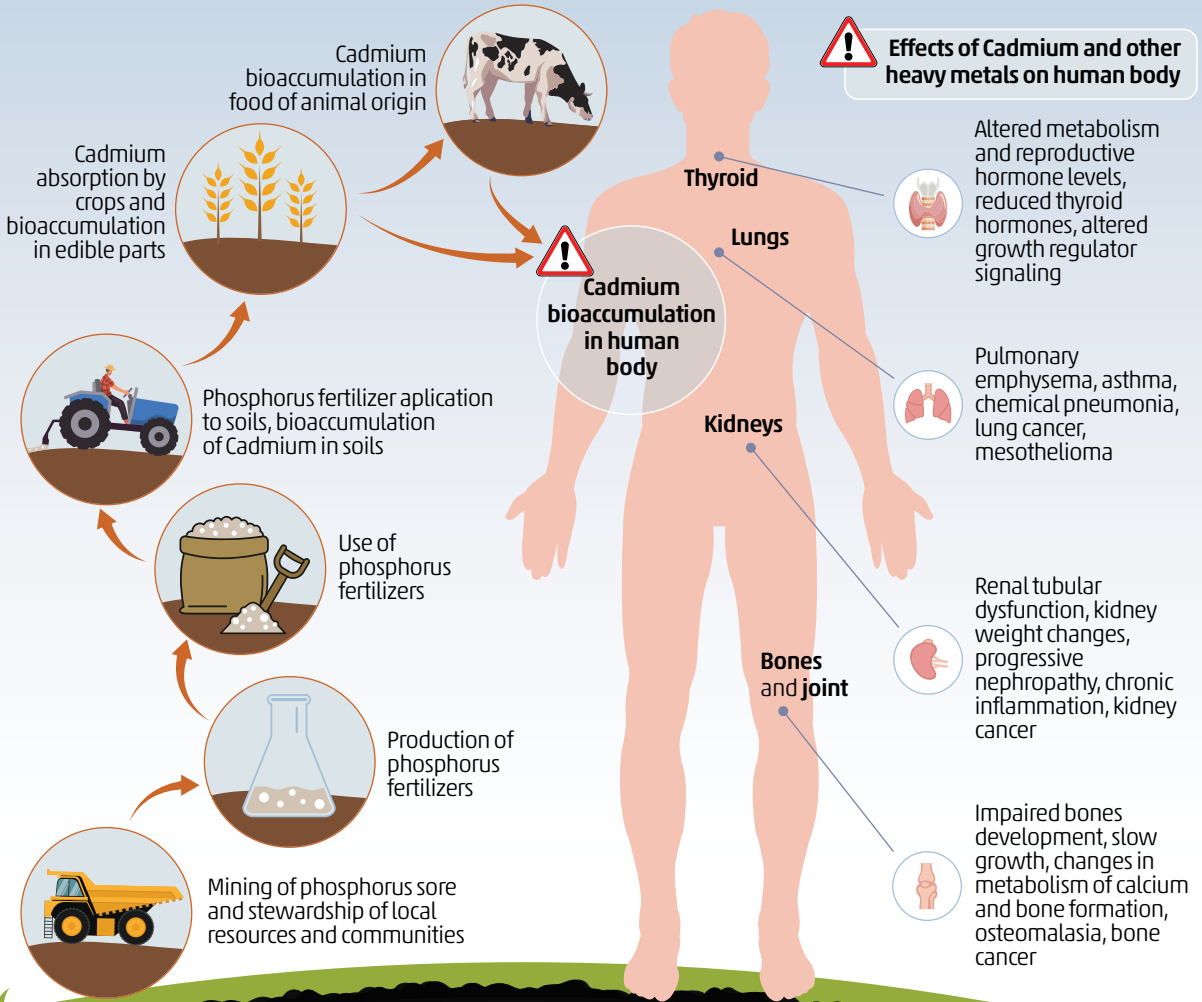 Effects of Cadmium and other
heavy metals on human body
Cadmium
bioaccumulation in
food of animal origin
Cadmium
absorption by
crops and
bioaccumulation
in edible parts
Phosphorus fertilizer aplication
to soils, bioaccumulation
of Cadmium in soils
Use of
phosphorus
fertilizers
Production of
phosphorus
fertilizers
Mining of phosphorus sore
and stewardship of local
resources and communities
Cadmium
bioaccumulation
in human
body
Thyroid
Lungs
Kidneys
Bones
and joint
Altered metabolism
and reproductive
hormone levels,
reduced thyroid
hormones, altered
growth regulator
signaling
Pulmonary
emphysema, asthma,
chemical pneumonia,
lung cancer,
mesothelioma
Renal tubular
dysfunction, kidney
weight changes,
progressive
nephropathy, chronic
inflammation, kidney
cancer
Impaired bones
development, slow
growth, changes in
metabolism of calcium
and bone formation,
osteomalasia, bone
cancer